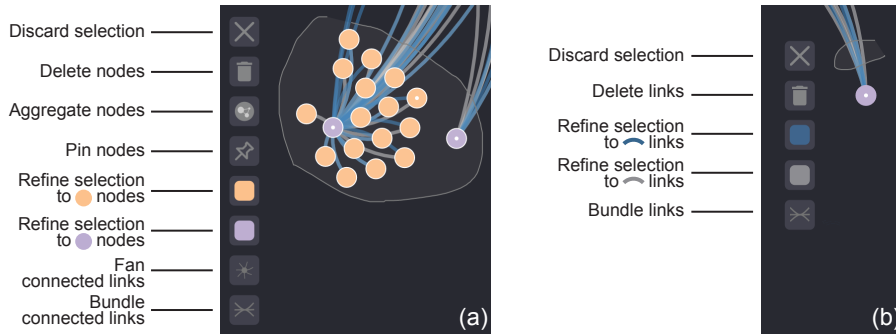 Discard selection
Delete nodes
Aggregate nodes
Pin nodes
Refine selection
to nodes
Refine selection
to nodes
Fan
connected links
Bundle
connected links
(a)
Discard selection
Delete links
Refine selection
to links
Refine selection
to links
Bundle links
(b)